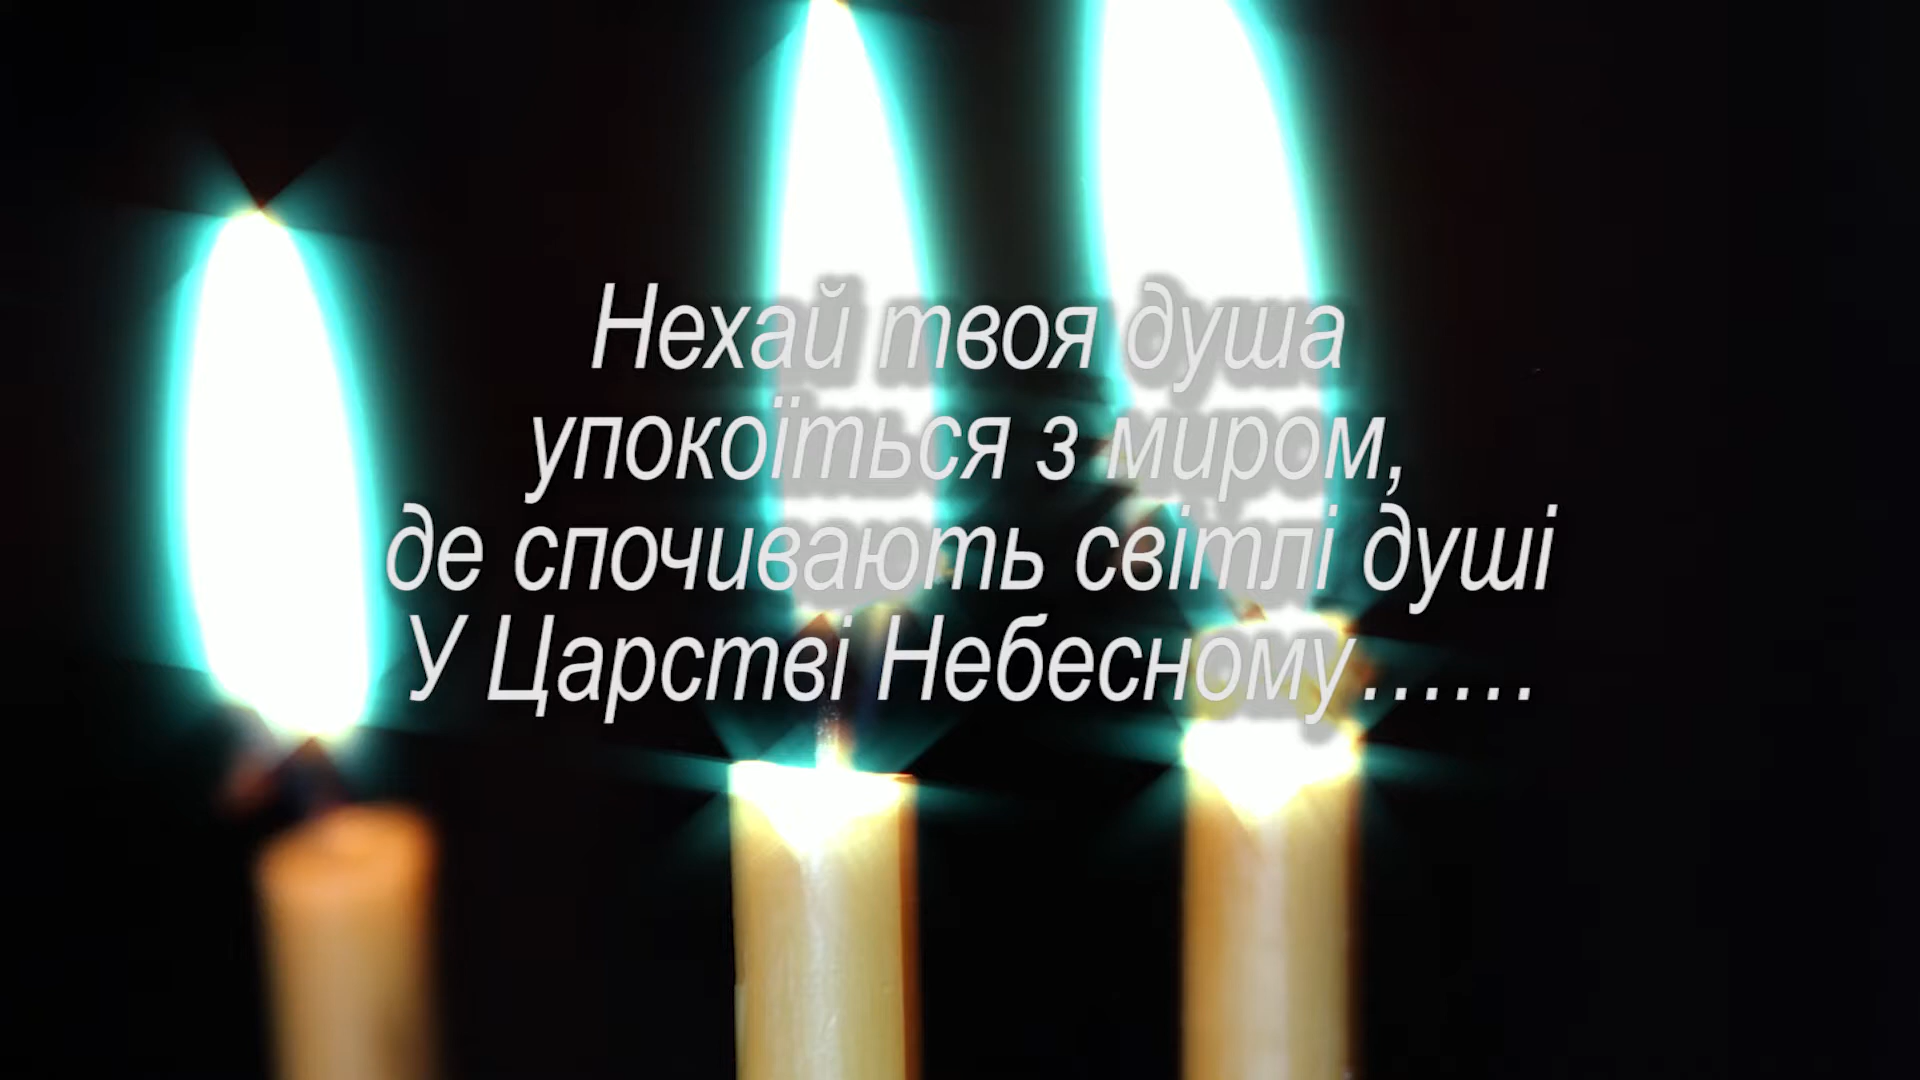 Нехай твоя душа
упокоїться з миром,
де спочивають світлі душі
У Царстві Небесному......